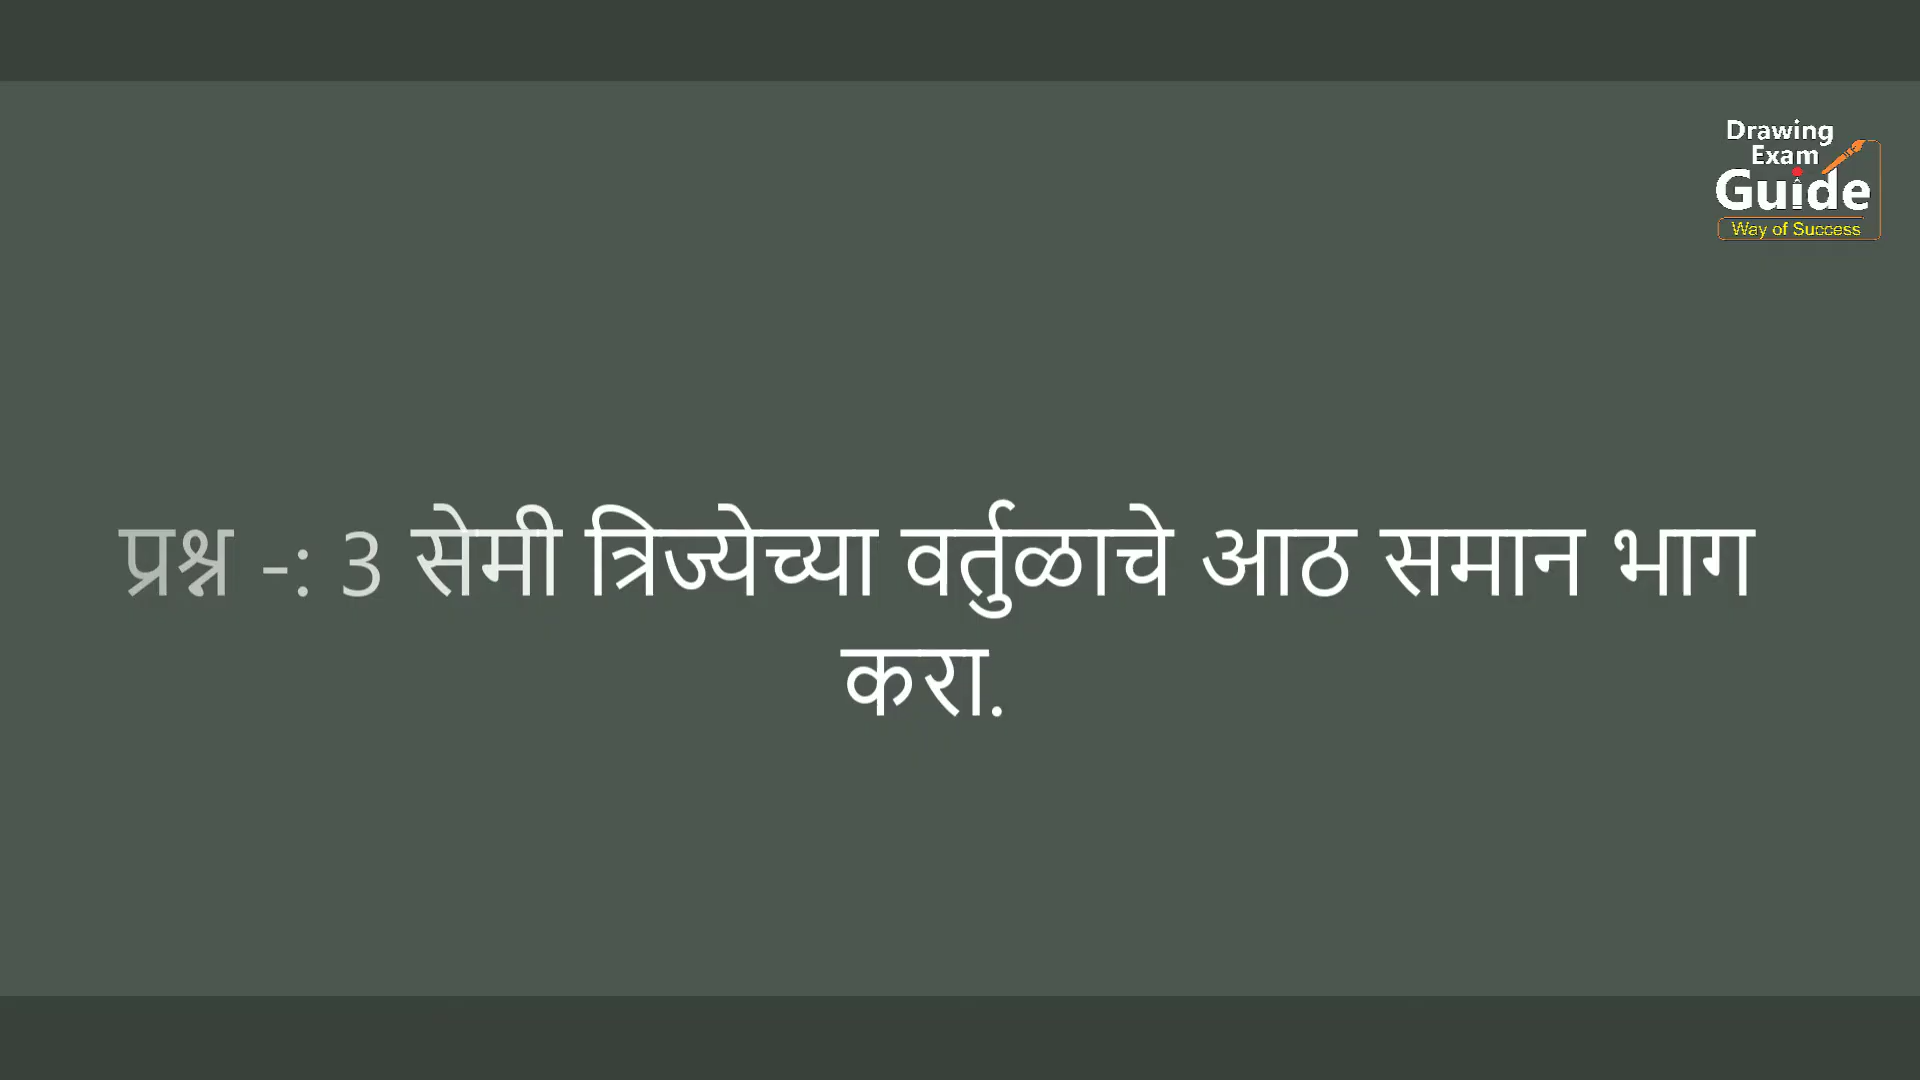 Drawing
Exam
Guide
Way of Success
प्रश्न -: 3 सेमी त्रिज्येच्या वर्तुळाचे आठ समान भाग
करा.